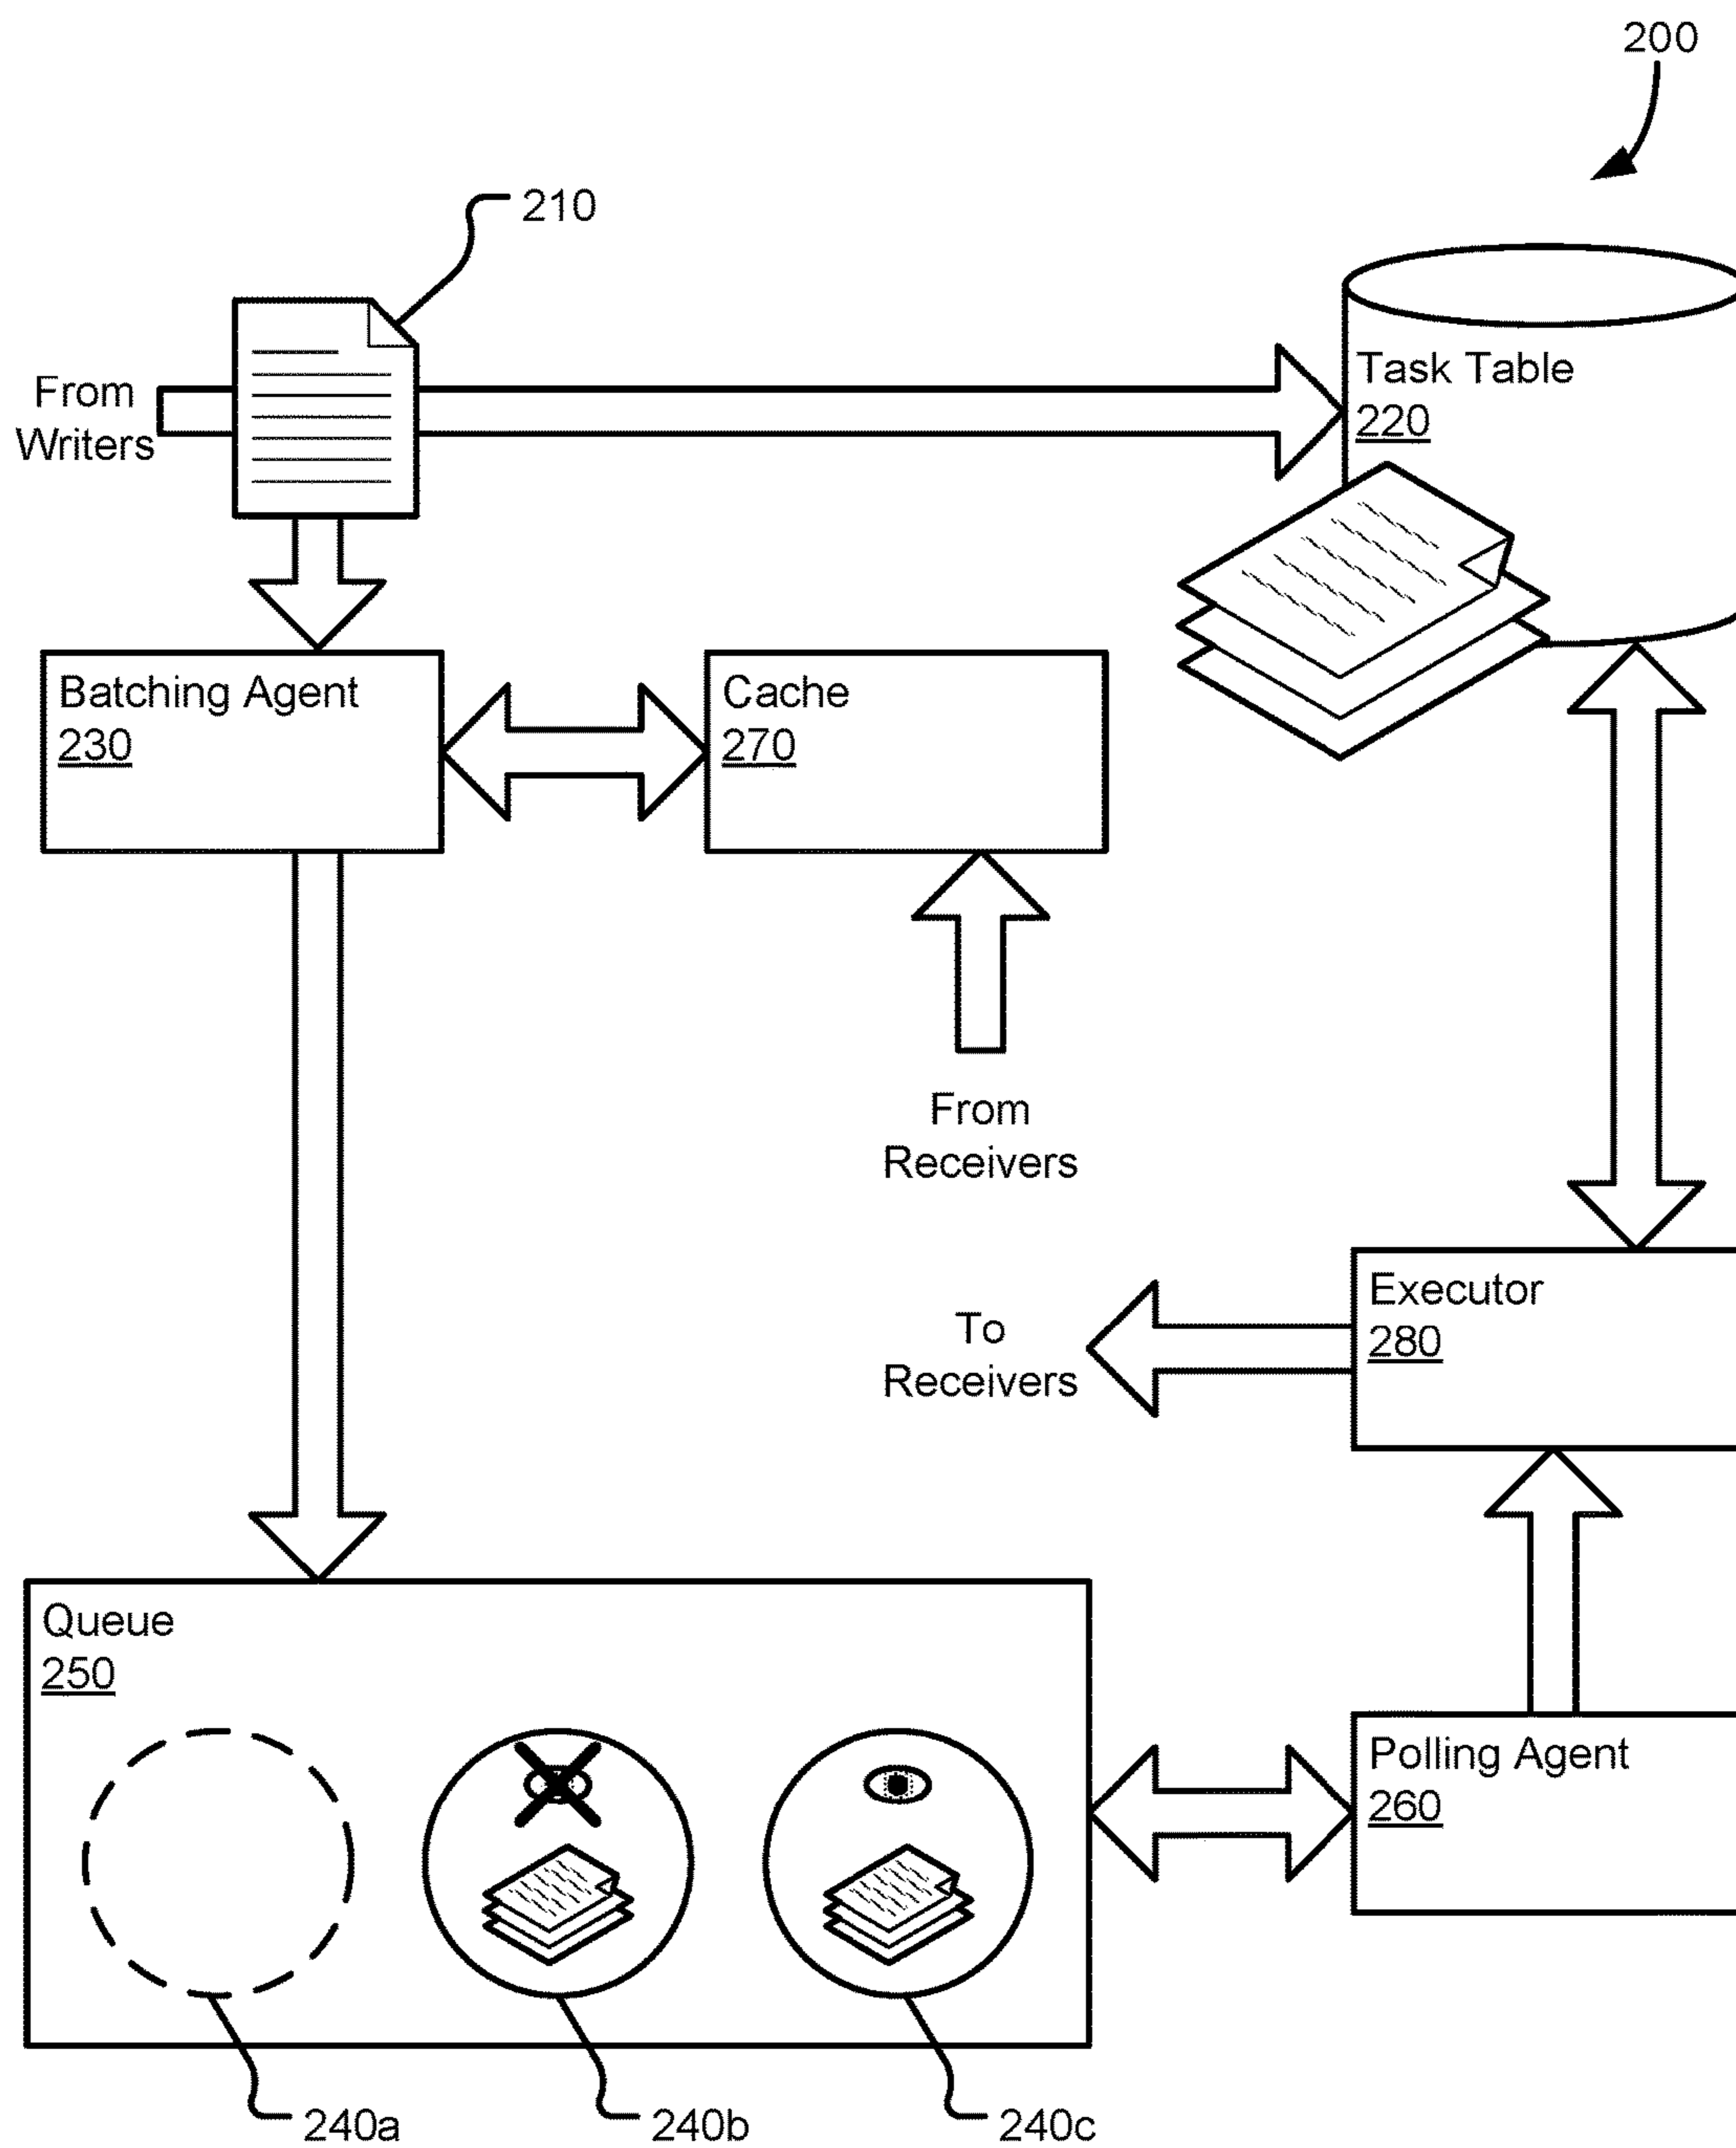 200
210
From
Writers
Task Table
220
Batching Agent
230
Cache
270
From
Receivers
Executor
280
To
Receivers
Queue
250
Polling Agent
260
240a
240b
240c